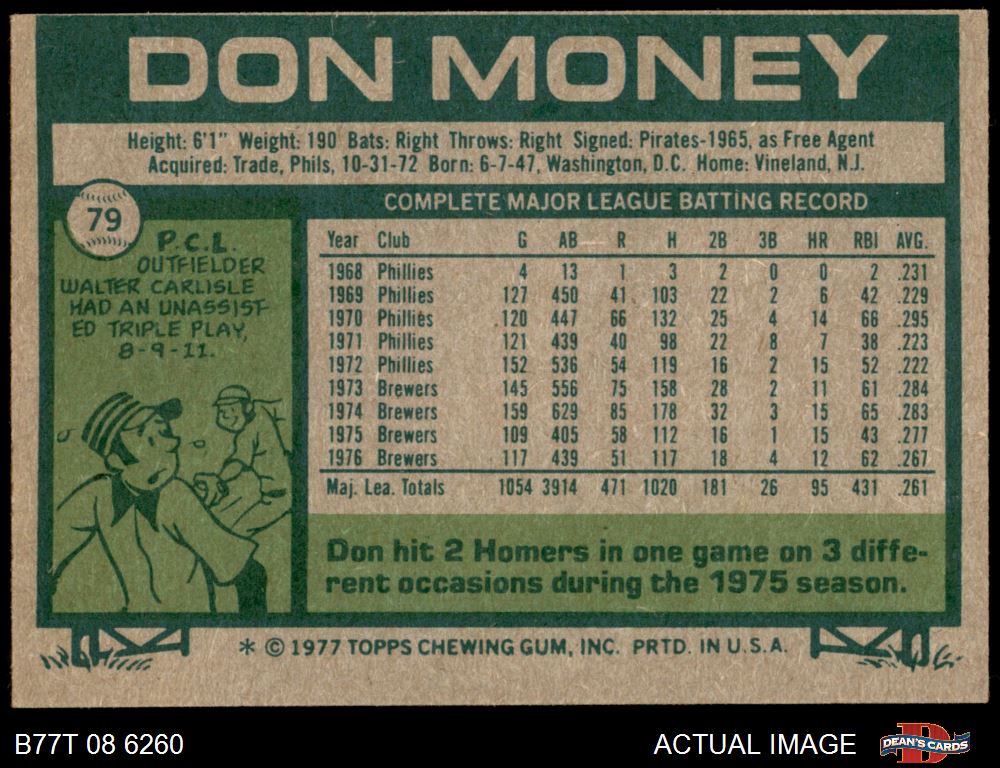 DON MONEY
Height: 6'1" Weight: 190 Bats: Right Throws: Right Signed: Pirates-1965, as Free Agent
Acquired: Trade, Phils, 10-31-72 Born: 6-7-47, Washington, D.C. Home: Vineland, N.J.
79
P.C.L.
OUTFIELDER
WALTER CARLISLE
HAD AN UNASSIST-
ED TRIPLE PLAY,
8-9-11.
COMPLETE MAJOR LEAGUE BATTING RECORD
Year Club G AB R H 2B 3B HR RBI AVG.
1968 Phillies 4 13 1 3 2 0 0 2 .231
1969 Phillies 127 450 41 103 22 2 6 42 .229
1970 Phillies 120 447 66 132 25 4 14 66 .295
1971 Phillies 121 439 40 98 22 8 7 38 .223
1972 Phillies 152 536 54 119 16 2 15 52 .222
1973 Brewers 145 556 75 158 28 2 11 61 .284
1974 Brewers 159 629 85 178 32 3 15 65 .283
1975 Brewers 109 405 58 112 16 1 15 43 .277
1976 Brewers 117 439 51 117 18 4 12 62 .267
Maj. Lea. Totals 1054 3914 471 1020 181 26 95 431 .261
Don hit 2 Homers in one game on 3 diffe-
rent occasions during the 1975 season.
* © 1977 TOPPS CHEWING GUM, INC. PRTD. IN U.S.A.
B77T 08 6260
ACTUAL IMAGE
DEAN'S CARDS